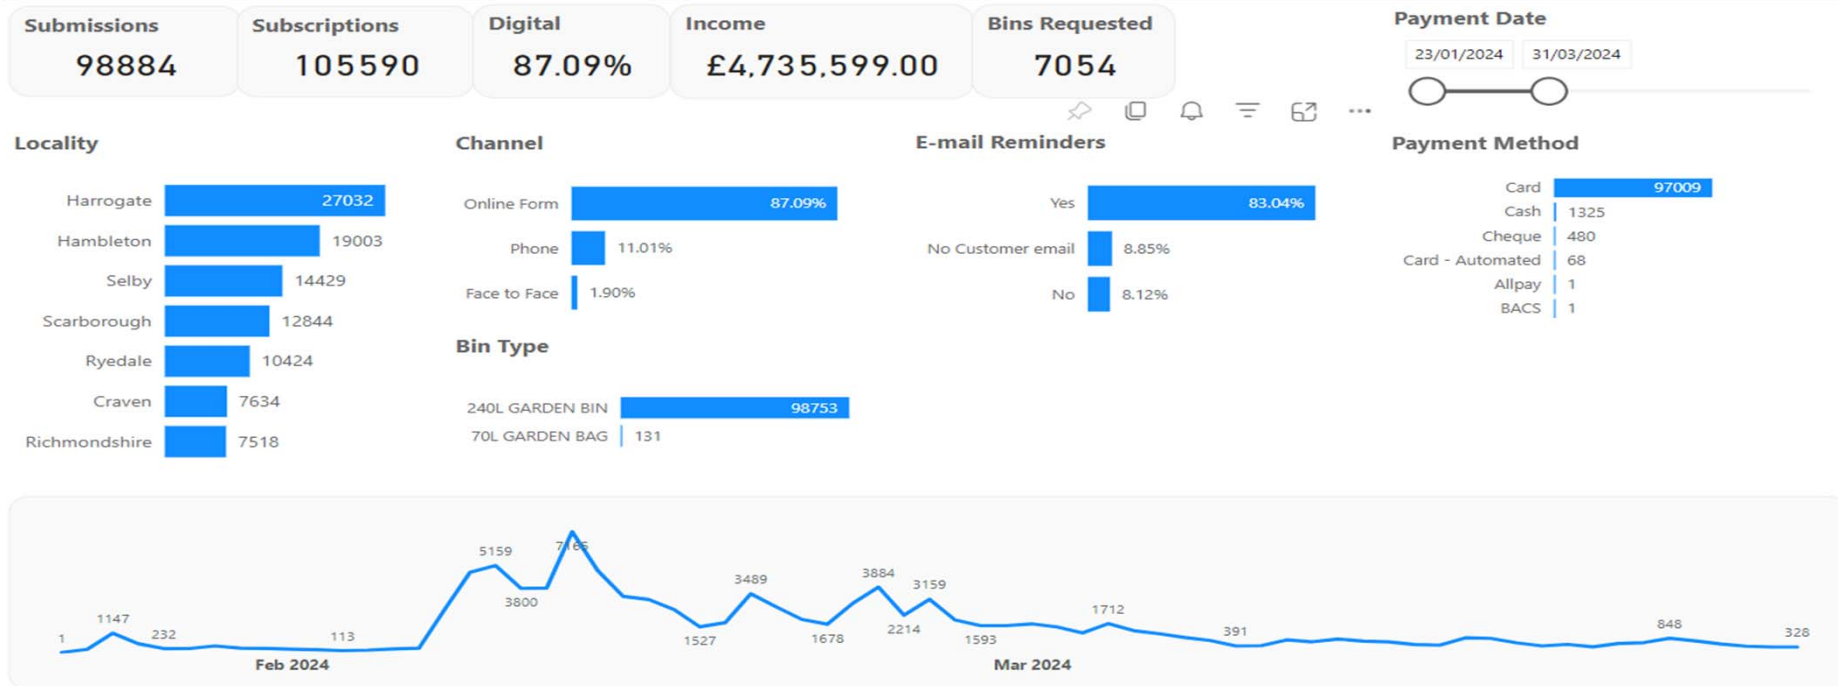 Submissions
98884
Subscriptions
105590
Digital
87.09%
Income
£4,735,599.00
Bins Requested
7054
Payment Date
23/01/2024 31/03/2024
Locality
Harrogate 27032
Hambleton 19003
Selby 14429
Scarborough 12844
Ryedale 10424
Craven 7634
Richmondshire 7518
Channel
Online Form 87.09%
Phone 11.01%
Face to Face 1.90%
Bin Type
240L GARDEN BIN 98753
70L GARDEN BAG 131
E-mail Reminders
Yes 83.04%
No Customer email 8.85%
No 8.12%
Payment Method
Card 97009
Cash 1325
Cheque 480
Card - Automated 68
Allpay 1
BACS 1
1 1147 232 113 5159 3800 1527 3489 1678 3884 2214 3159 1593 1712 391 848 328
Feb 2024 Mar 2024